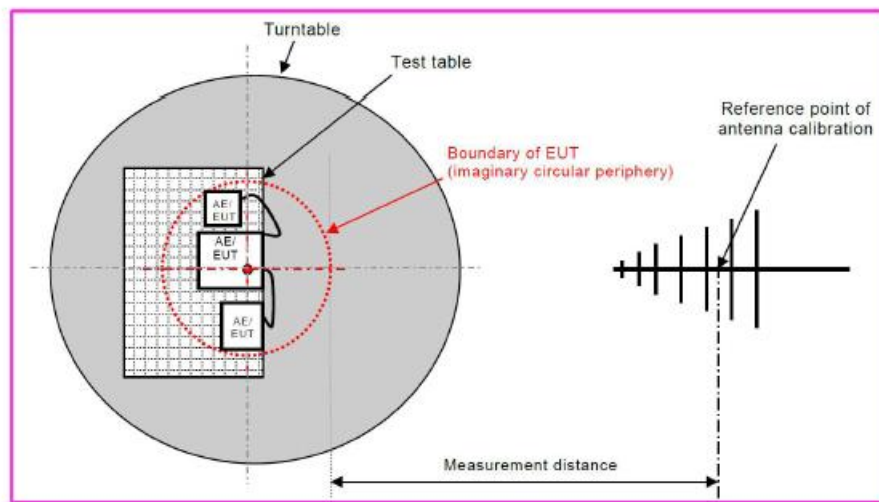 Turntable
Test table
Reference point of
antenna calibration
Boundary of EUT
(imaginary circular periphery)
AE/
EUT
AE/
EUT
AE/
EUT
Measurement distance